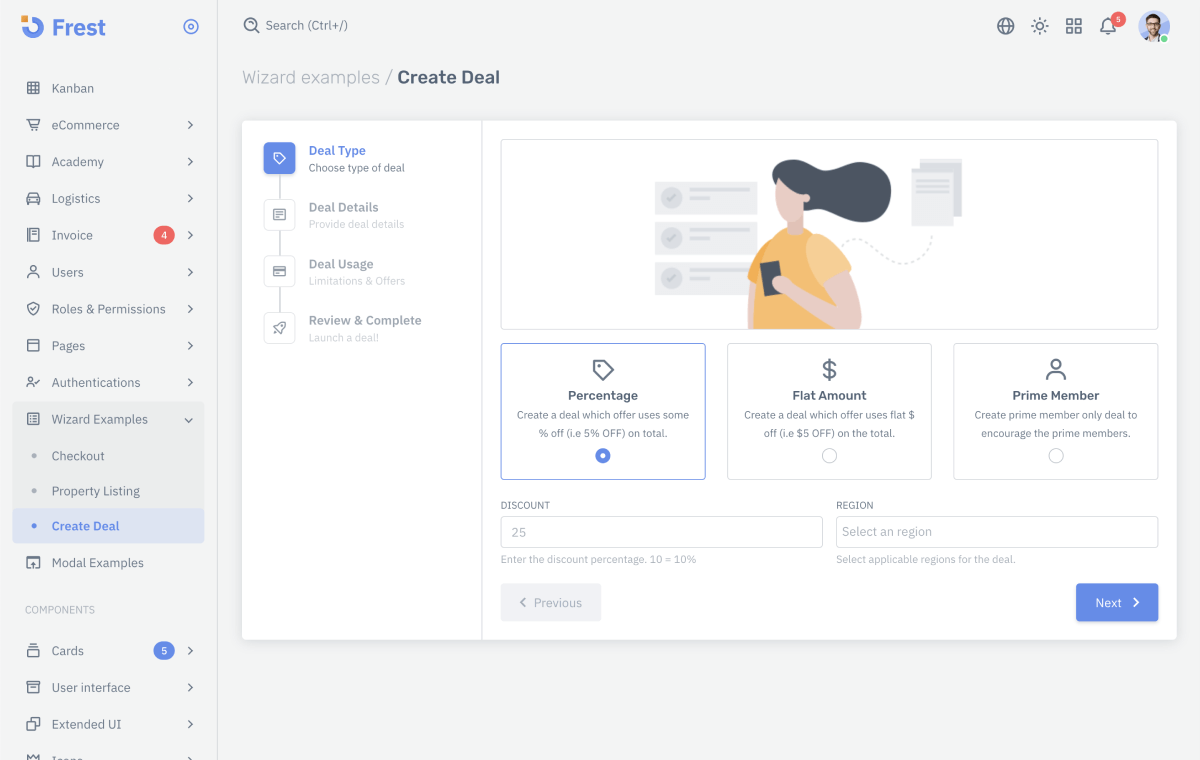 Frest
Kanban
eCommerce
Academy
Logistics
Invoice 4
Users
Roles & Permissions
Pages
Authentications
Wizard Examples
Checkout
Property Listing
Create Deal
Modal Examples
COMPONENTS
Cards 5
User interface
Extended UI
Icons
Search (Ctrl+/)
5
Wizard examples / Create Deal
Deal Type
Choose type of deal
Deal Details
Provide deal details
Deal Usage
Limitations & Offers
Review & Complete
Launch a deal!
Percentage
Create a deal which offer uses some
% off (i.e 5% OFF) on total.
Flat Amount
Create a deal which offer uses flat $
off (i.e $5 OFF) on the total.
Prime Member
Create prime member only deal to
encourage the prime members.
DISCOUNT
25
Enter the discount percentage. 10 = 10%
REGION
Select an region
Select applicable regions for the deal.
Previous
Next